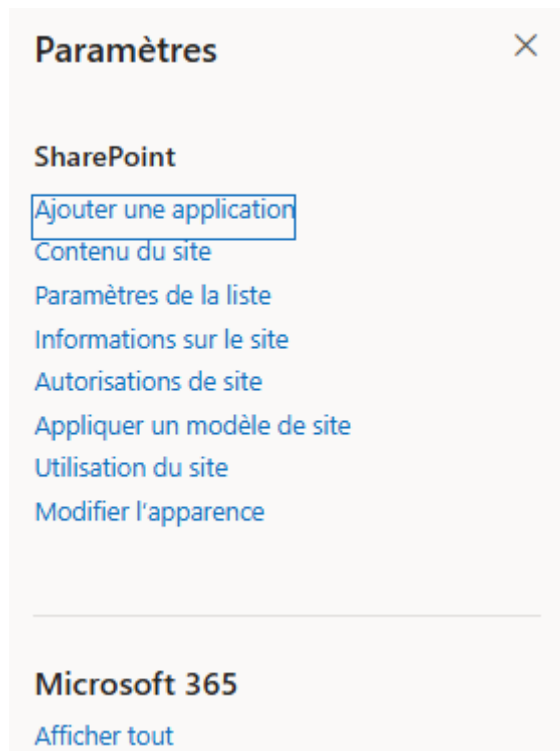 Paramètres
SharePoint
Ajouter une application
Contenu du site
Paramètres de la liste
Informations sur le site
Autorisations de site
Appliquer un modèle de site
Utilisation du site
Modifier l'apparence
Microsoft 365
Afficher tout